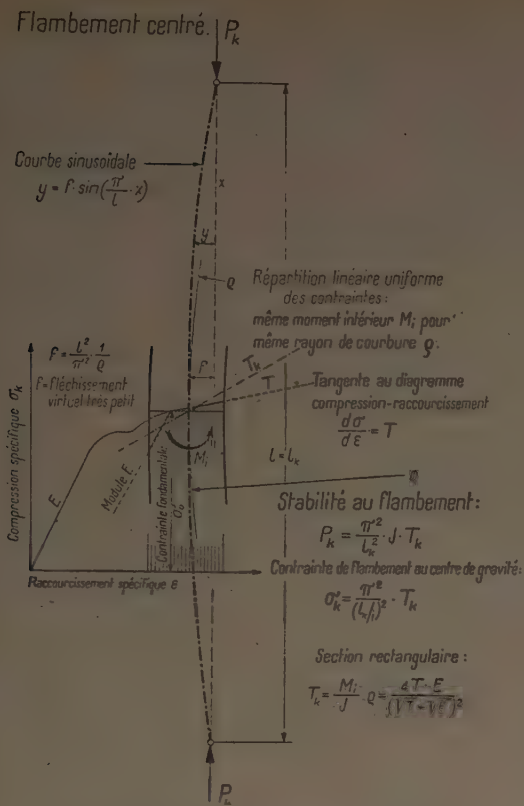 Flambement centré.
P_k
Courbe sinusoidale
y = f · sin(π/l · x)
x
y
ϱ
Répartition linéaire uniforme
des contraintes:
même moment intérieur M_i pour
même rayon de courbure ϱ.
F = l²/π² · 1/ϱ
f = fléchissement
virtuel très petit
f
T_k
T
Tangente au diagramme
compression-raccourcissement
dσ/dε = T
Compression spécifique σ_k
E
Module E
M_i
Contrainte fondamentale
l = l_k
Stabilité au flambement:
P_k = π²/l_k² · J · T_k
Raccourcissement spécifique ε
Contrainte de flambement au centre de gravité:
σ_k = π²/(l_k/i)² · T_k
Section rectangulaire:
T_k = M_i/J · ϱ = 4T·E/(√T+√E)²
P_k